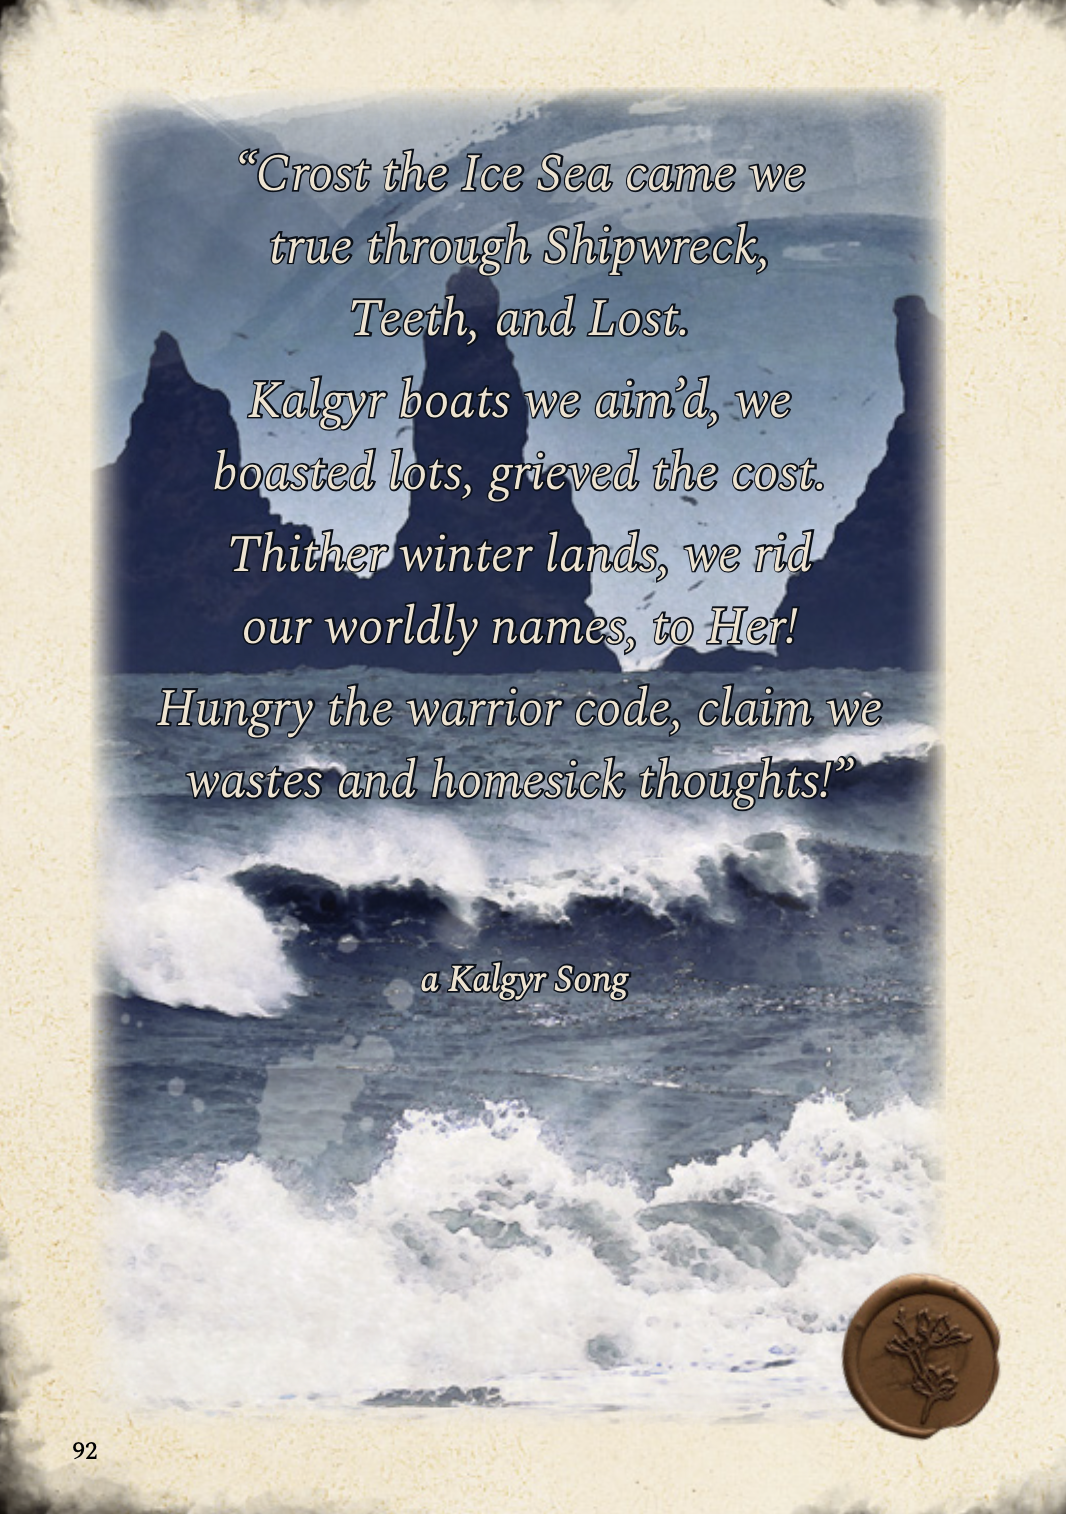 “Crost the Ice Sea came we
true through Shipwreck,
Teeth, and Lost.
Kalgyr boats we aim’d, we
boasted lots, grieved the cost.
Thither winter lands, we rid
our worldly names, to Her!
Hungry the warrior code, claim we
wastes and homesick thoughts!”
a Kalgyr Song
92